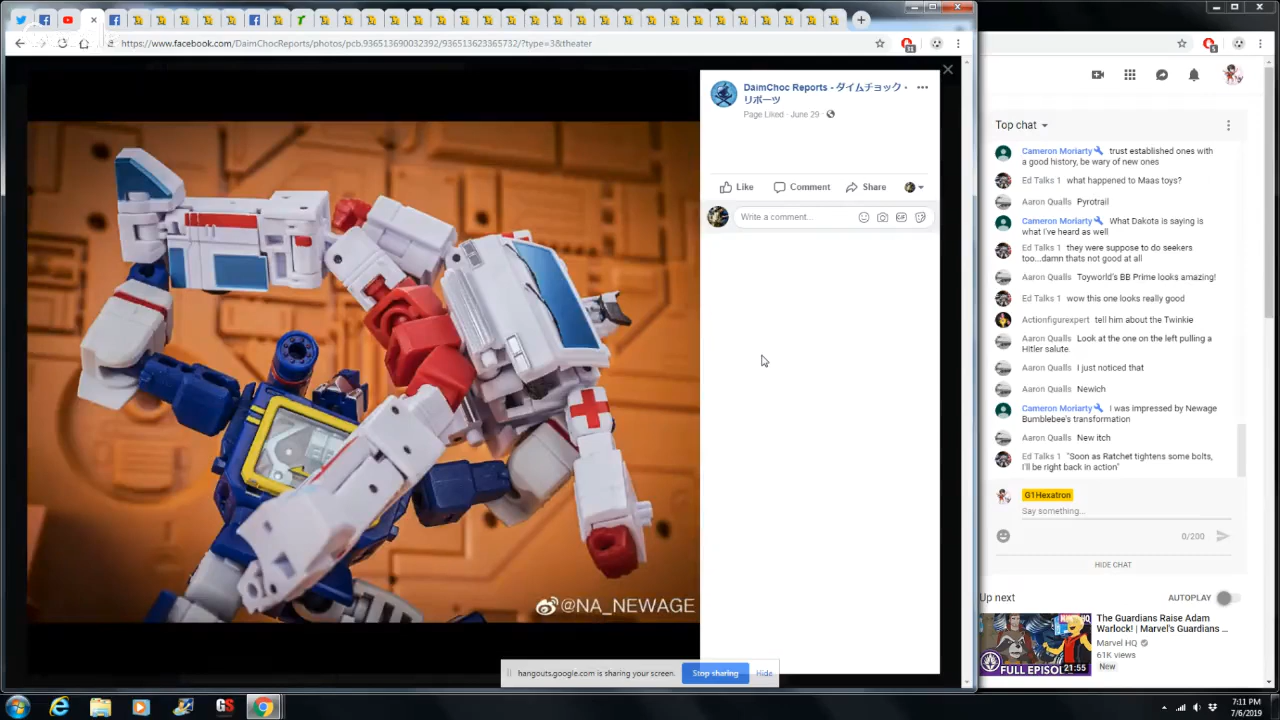 https://www.facebook.com/DaimChocReports/photos/pcb.936513690032392/936513623365732/?type=3&theater
DaimChoc Reports - ダイムチョック・
リポーツ
Page Liked · June 29 ·
Like
Comment
Share
Write a comment...
@NA_NEWAGE
hangouts.google.com is sharing your screen.
Stop sharing
Hide
Top chat
Cameron Moriarty trust established ones with
a good history, be wary of new ones
Ed Talks 1 what happened to Maas toys?
Aaron Qualls Pyrotrail
Cameron Moriarty What Dakota is saying is
what I've heard as well
Ed Talks 1 they were suppose to do seekers
too...damn thats not good at all
Aaron Qualls Toyworld's BB Prime looks amazing!
Ed Talks 1 wow this one looks really good
Actionfigurexpert tell him about the Twinkie
Aaron Qualls Look at the one on the left pulling a
Hitler salute.
Aaron Qualls I just noticed that
Aaron Qualls Newich
Cameron Moriarty I was impressed by Newage
Bumblebee's transformation
Aaron Qualls New itch
Ed Talks 1 "Soon as Ratchet tightens some bolts,
I'll be right back in action"
G1Hexatron
Say something...
0/200
HIDE CHAT
Up next
AUTOPLAY
The Guardians Raise Adam
Warlock! | Marvel's Guardians ...
Marvel HQ
61K views
New
FULL EPISO
21:55
GS
7:11 PM
7/6/2019